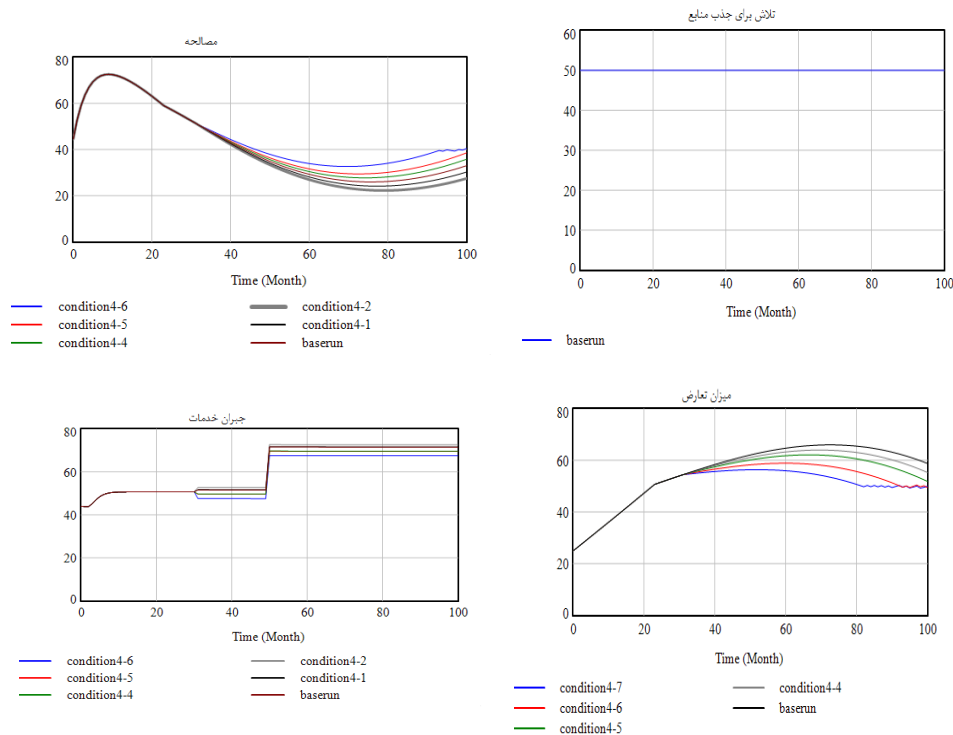 مصالحه
80
60
40
20
0
0 20 40 60 80 100
Time (Month)
condition4-6 condition4-2
condition4-5 condition4-1
condition4-4 baserun
تلاش برای جذب منابع
60
50
40
30
20
10
0
0 20 40 60 80 100
Time (Month)
baserun
جبران خدمات
80
60
40
20
0
0 20 40 60 80 100
Time (Month)
condition4-6 condition4-2
condition4-5 condition4-1
condition4-4 baserun
میزان تعارض
80
60
40
20
0
0 20 40 60 80 100
Time (Month)
condition4-7 condition4-4
condition4-6 baserun
condition4-5